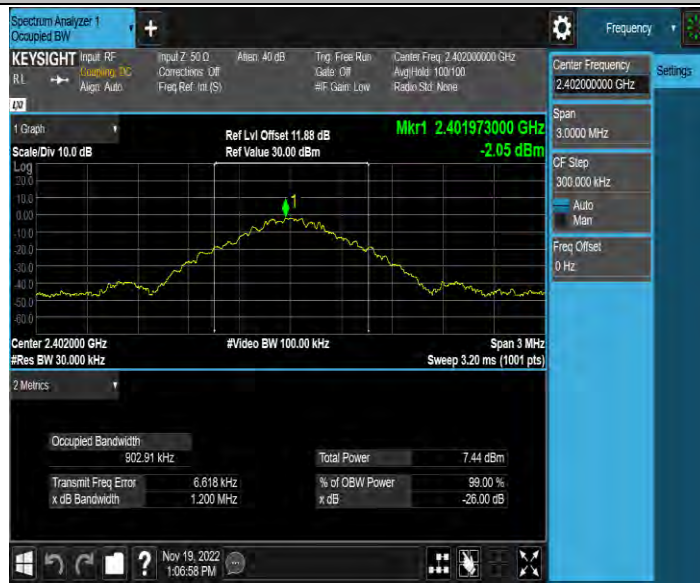 Spectrum Analyzer 1
Occupied BW
+
Frequency
KEYSIGHT
RL
Input: RF
Coupling: DC
Align: Auto
Input Z: 50 Ω
Corrections: Off
Freq Ref: Int (S)
Atten: 40 dB
Trig: Free Run
Gate: Off
#IF Gain: Low
Center Freq: 2.402000000 GHz
Avg|Hold: 100/100
Radio Std: None
Center Frequency
2.402000000 GHz
Settings
Span
3.0000 MHz
CF Step
300.000 kHz
Auto
Man
Freq Offset
0 Hz
1 Graph
Scale/Div 10.0 dB
Ref Lvl Offset 11.88 dB
Ref Value 30.00 dBm
Mkr1 2.401973000 GHz
-2.05 dBm
Log
20.0
10.0
0.00
-10.0
-20.0
-30.0
-40.0
-50.0
-60.0
1
Center 2.402000 GHz
#Video BW 100.00 kHz
Span 3 MHz
#Res BW 30.000 kHz
Sweep 3.20 ms (1001 pts)
2 Metrics
Occupied Bandwidth
902.91 kHz
Total Power 7.44 dBm
Transmit Freq Error 6.618 kHz
% of OBW Power 99.00 %
x dB Bandwidth 1.200 MHz
x dB -26.00 dB
?
Nov 19, 2022
1:06:58 PM